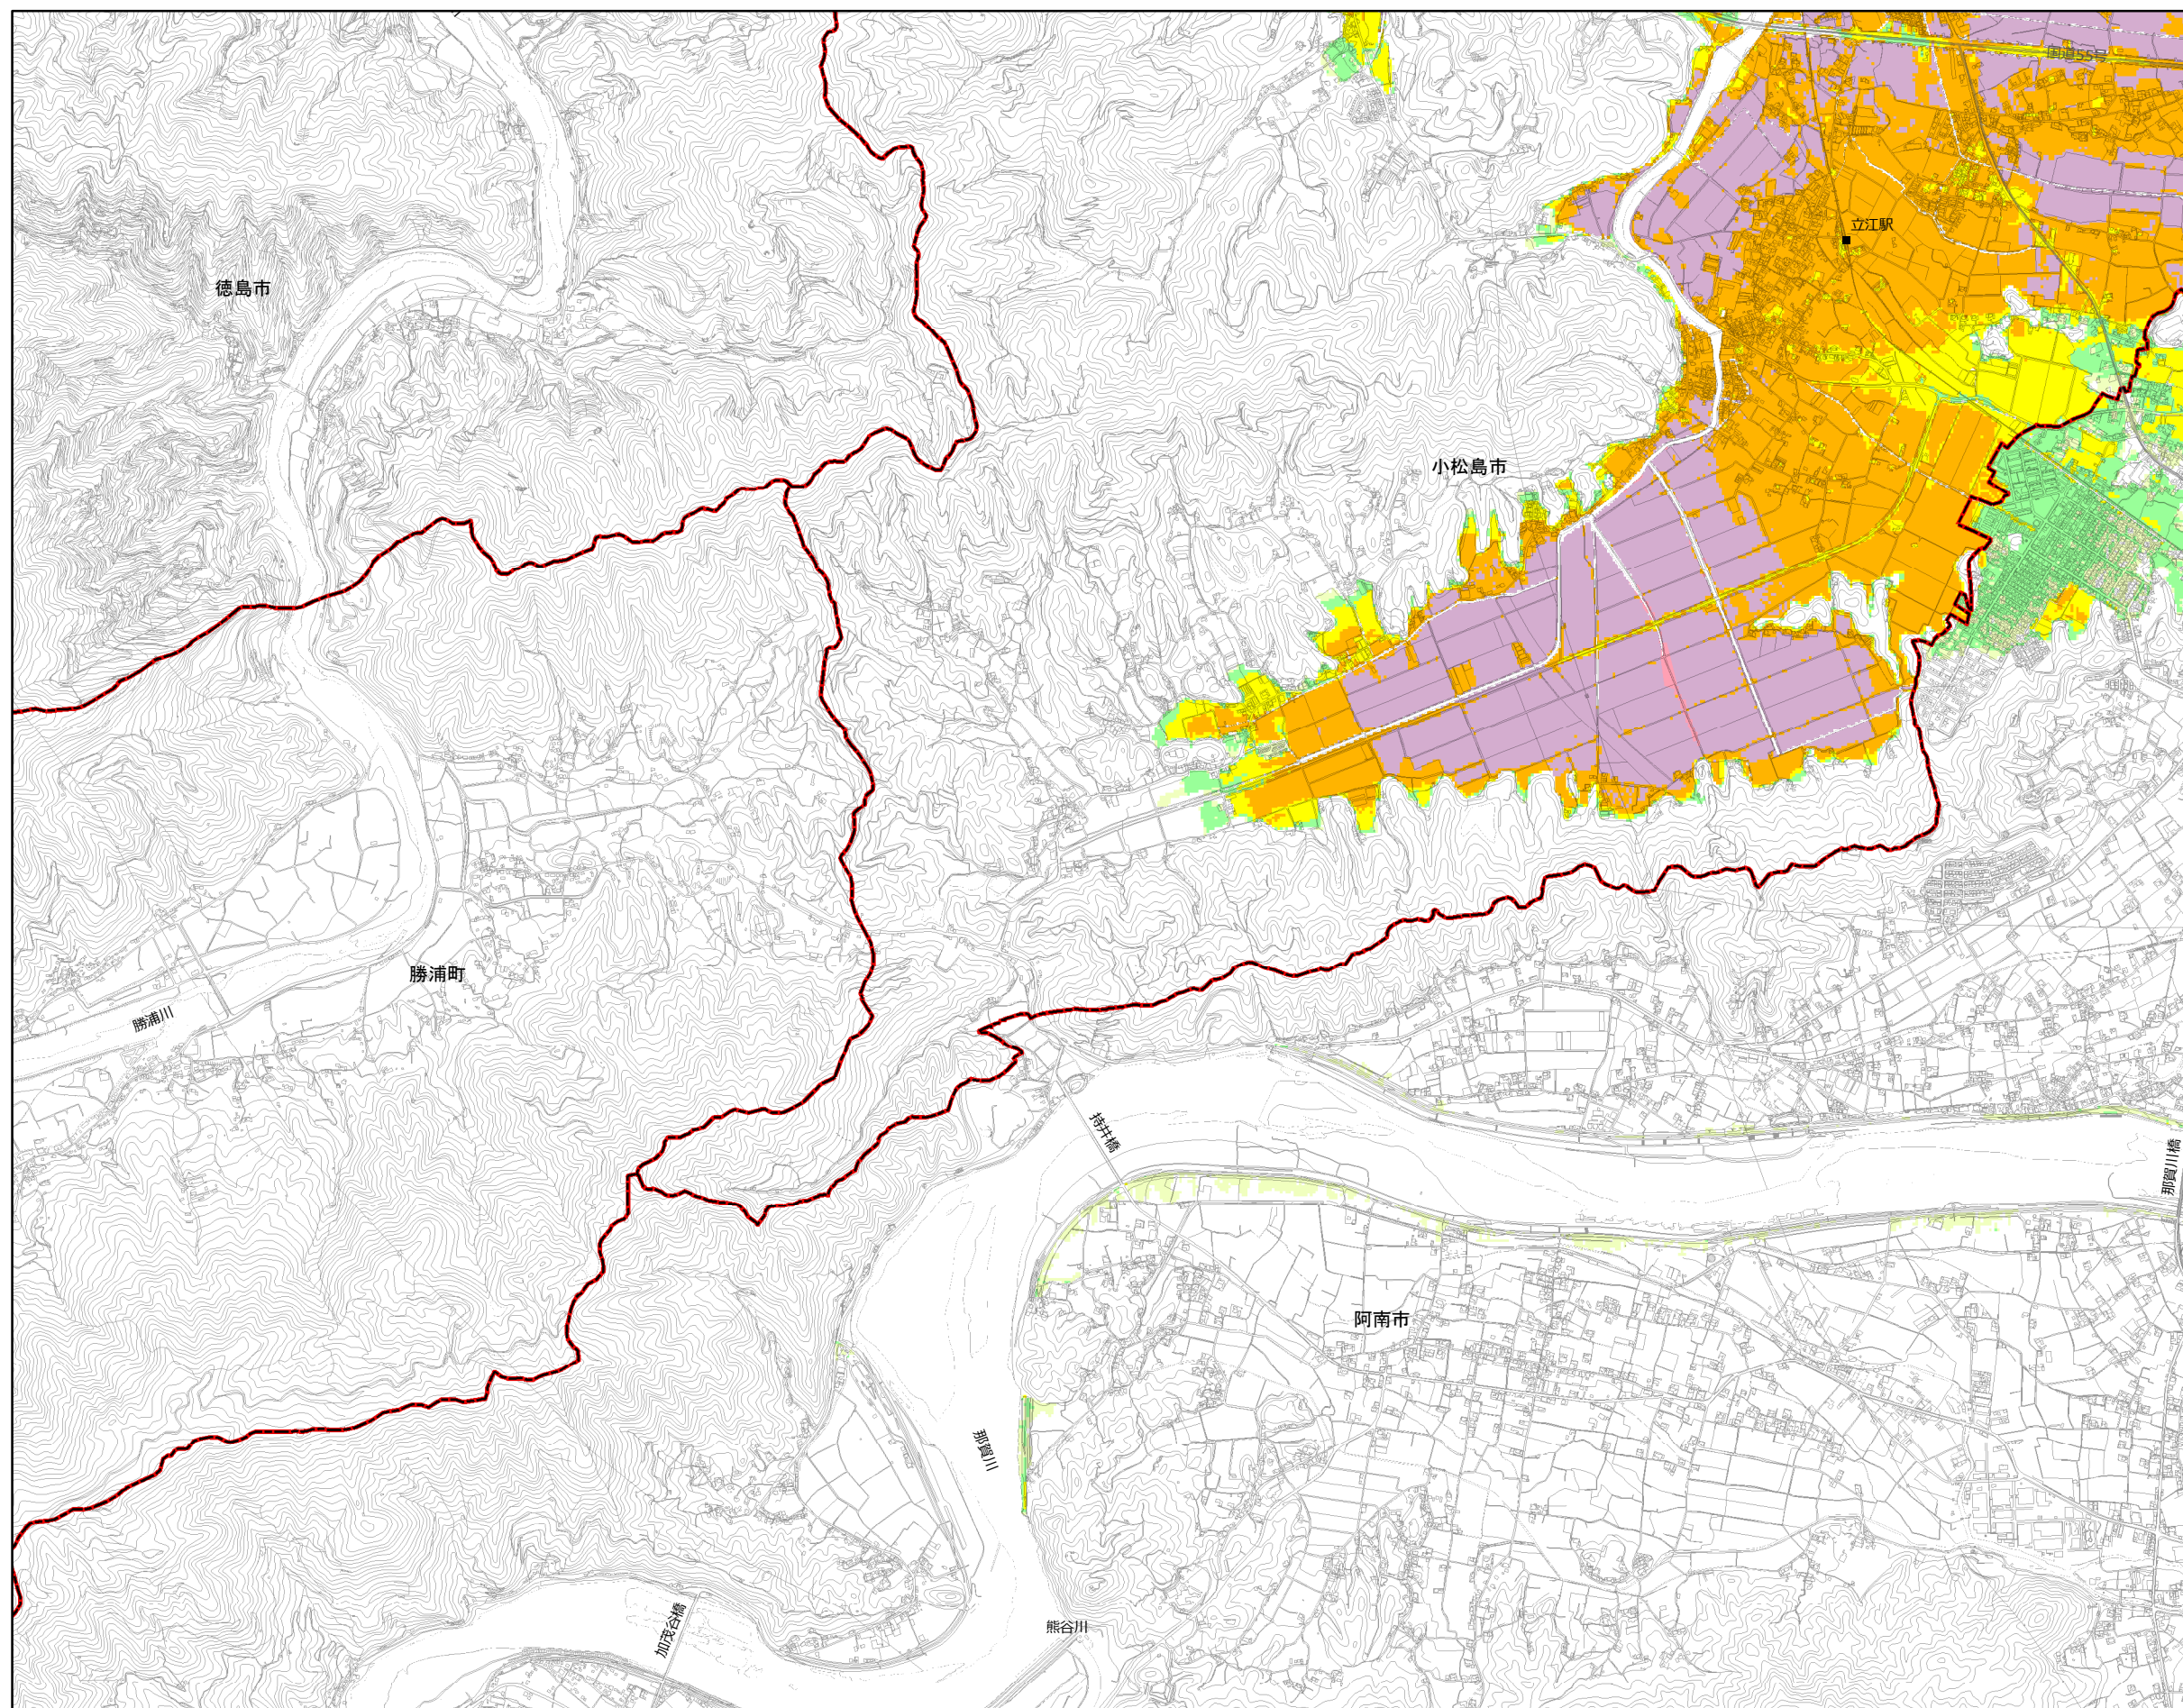 国道55号
立江駅
徳島市
小松島市
勝浦町
勝浦川
持井橋
那賀川橋
阿南市
那賀川
加茂谷橋
熊谷川